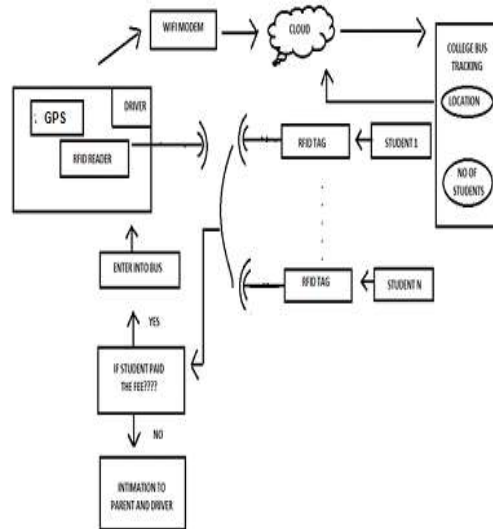 WIFI MODEM
CLOUD
COLLEGE BUS
TRACKING
LOCATION
NO OF
STUDENTS
DRIVER
: GPS
RFID READER
RFID TAG
STUDENT 1
RFID TAG
STUDENT N
ENTER INTO BUS
YES
IF STUDENT PAID
THE FEE????
NO
INTIMATION TO
PARENT AND DRIVER